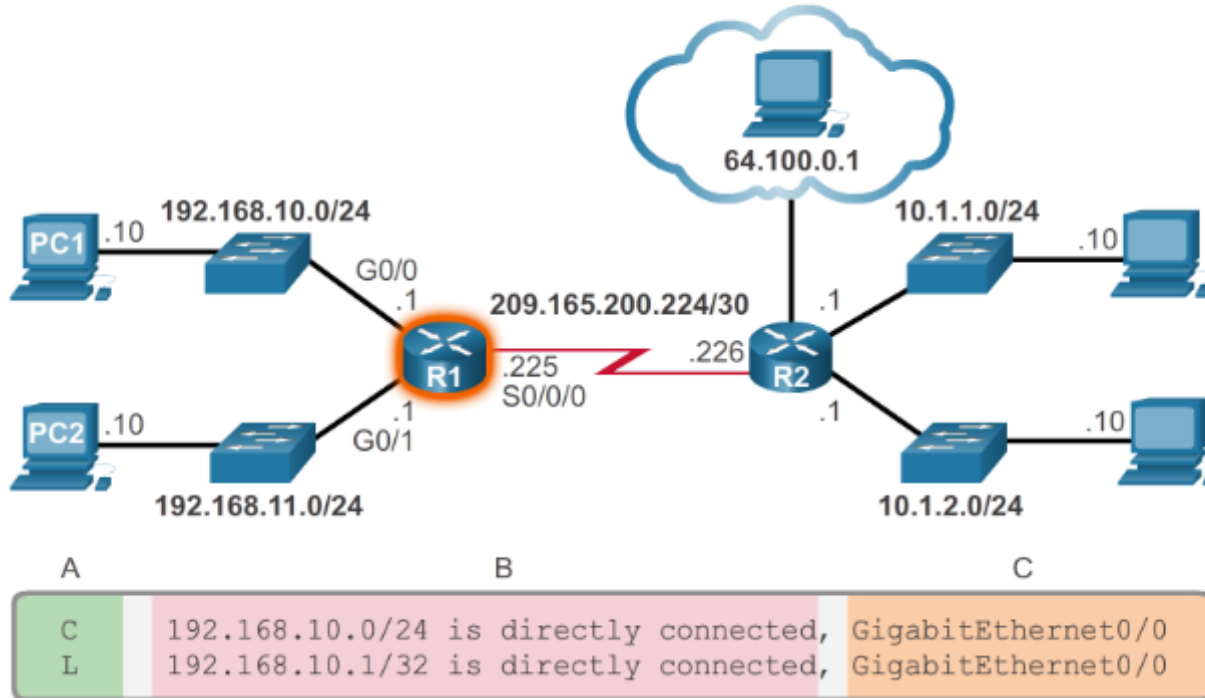 64.100.0.1
192.168.10.0/24
10.1.1.0/24
PC1
.10
.10
G0/0
.1
209.165.200.224/30
.1
R1
.225
S0/0/0
.226
R2
.1
G0/1
.1
PC2
.10
.10
192.168.11.0/24
10.1.2.0/24
A B C
C 192.168.10.0/24 is directly connected, GigabitEthernet0/0
L 192.168.10.1/32 is directly connected, GigabitEthernet0/0